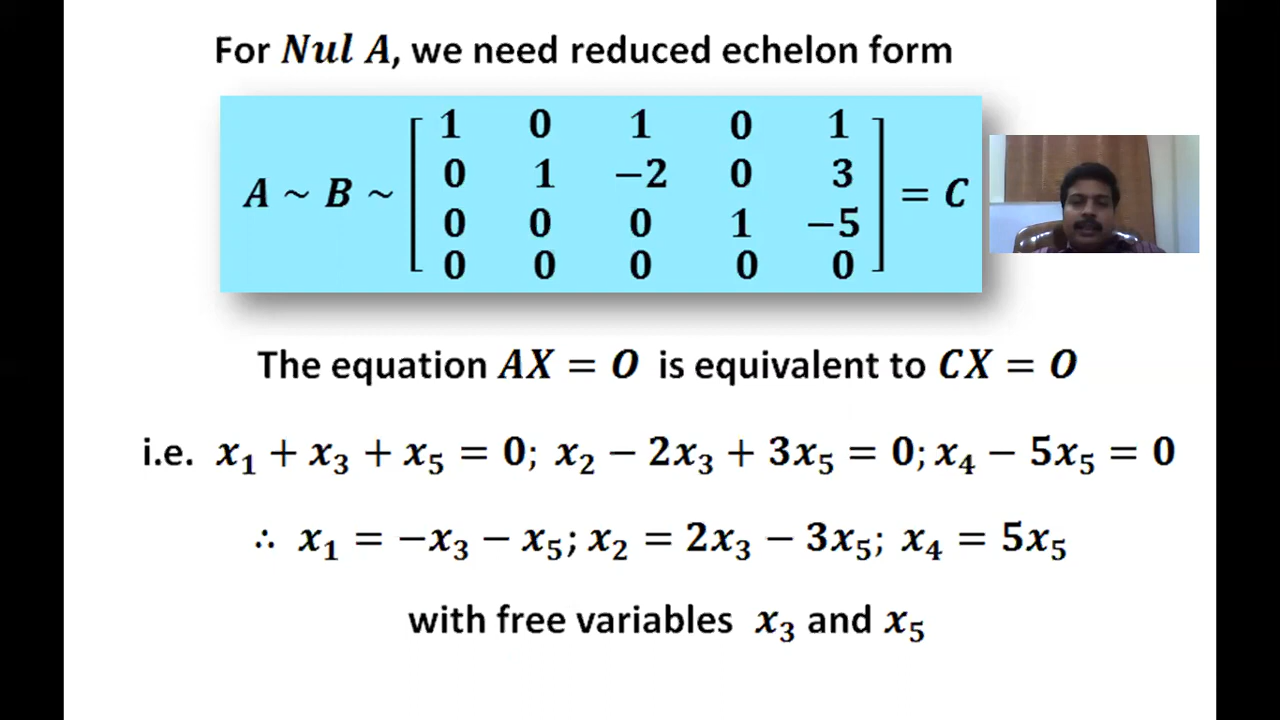 For Nul A, we need reduced echelon form
A ~ B ~ [1 0 1 0 1
0 1 −2 0 3
0 0 0 1 −5
0 0 0 0 0] = C
The equation AX = O is equivalent to CX = O
i.e. x₁ + x₃ + x₅ = 0; x₂ − 2x₃ + 3x₅ = 0; x₄ − 5x₅ = 0
∴ x₁ = −x₃ − x₅; x₂ = 2x₃ − 3x₅; x₄ = 5x₅
with free variables x₃ and x₅